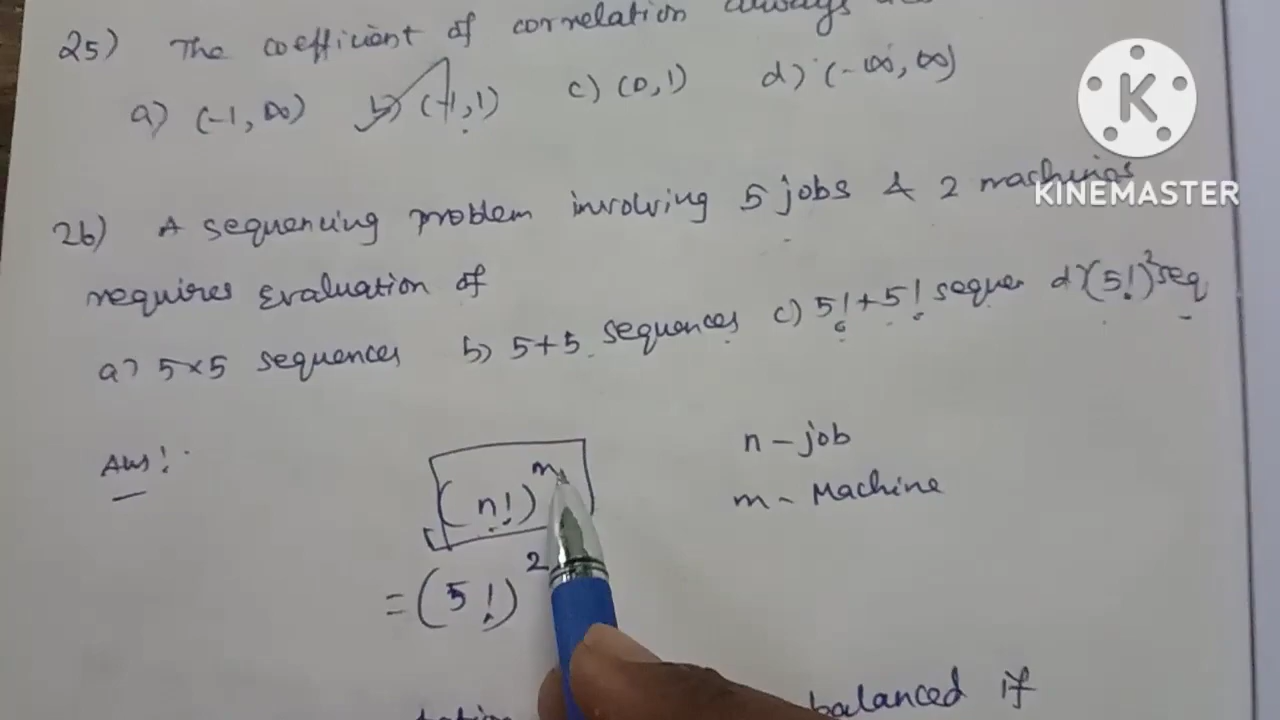 25) The coefficient of correlation always
a) (-1, ∞) b) (-1, 1) c) (0, 1) d) (-∞, ∞)
K
KINEMASTER
26) A sequencing problem involving 5 jobs & 2 machines
requires Evaluation of
a) 5×5 sequences b) 5+5 sequences c) 5!+5! sequen d) (5!)² seq
Ans:
n - job
(n!)ᵐ
m - Machine
= (5!)²
balanced if